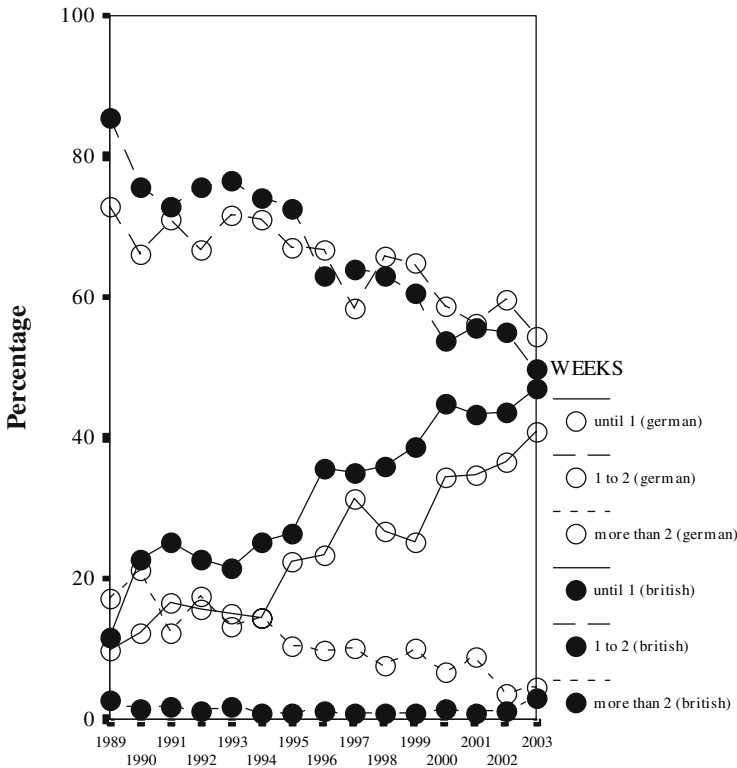 100
80
60
40
20
0
Percentage
1989 1991 1993 1995 1997 1999 2001 2003
1990 1992 1994 1996 1998 2000 2002
WEEKS
until 1 (german)
1 to 2 (german)
more than 2 (german)
until 1 (british)
1 to 2 (british)
more than 2 (british)